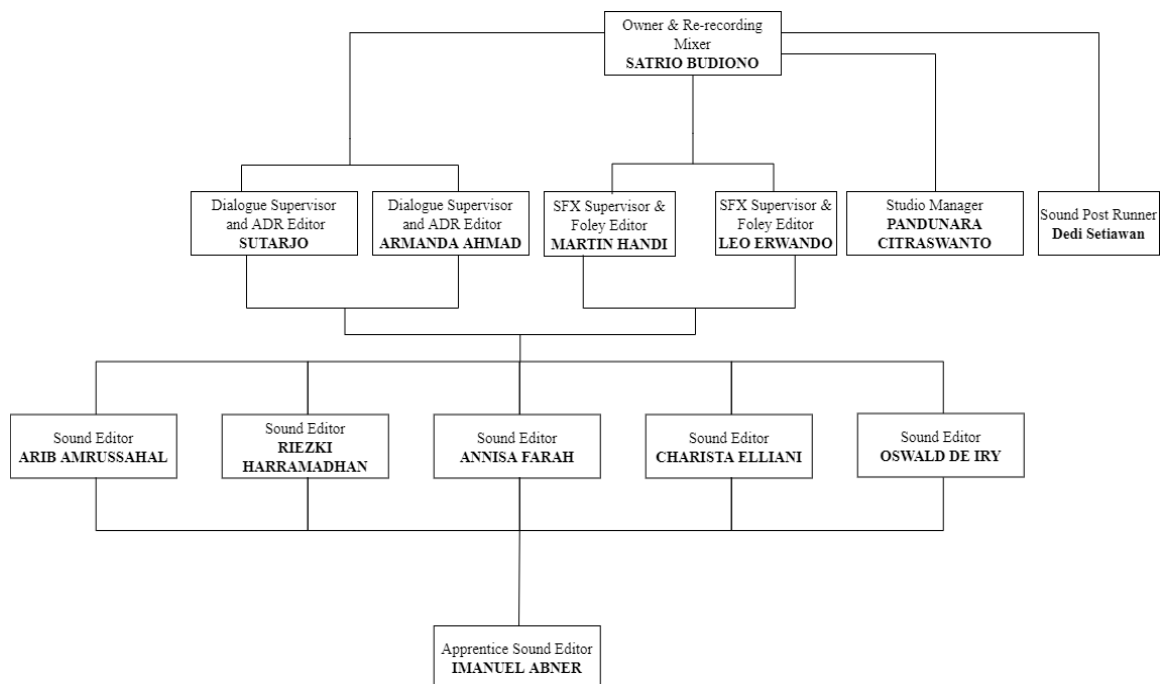 Owner & Re-recording
Mixer
SATRIO BUDIONO
Dialogue Supervisor
and ADR Editor
SUTARJO
Dialogue Supervisor
and ADR Editor
ARMANDA AHMAD
SFX Supervisor &
Foley Editor
MARTIN HANDI
SFX Supervisor &
Foley Editor
LEO ERWANDO
Studio Manager
PANDUNARA
CITRASWANTO
Sound Post Runner
Dedi Setiawan
Sound Editor
ARIB AMRUSSAHAL
Sound Editor
RIEZKI
HARRAMADHAN
Sound Editor
ANNISA FARAH
Sound Editor
CHARISTA ELLIANI
Sound Editor
OSWALD DE IRY
Apprentice Sound Editor
IMANUEL ABNER